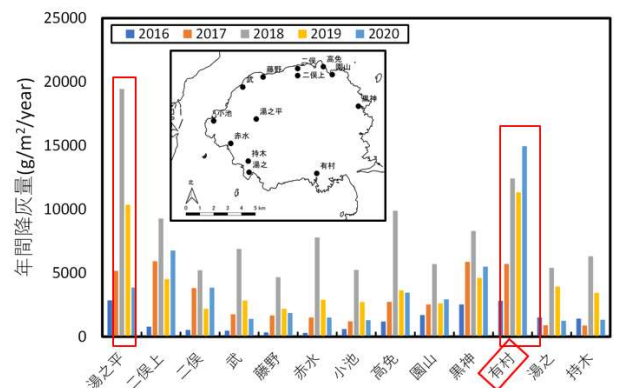 2016 2017 2018 2019 2020
25000
20000
15000
10000
5000
0
年間降灰量(g/m²/year)
二俣
高免
藤野
園山
二俣上
武
黒神
小池
湯之平
赤水
持木
有村
湯之
北
0 1 2 3 4 5 km
湯之平 二俣上 二俣 武 藤野 赤水 小池 高免 園山 黒神 有村 湯之 持木